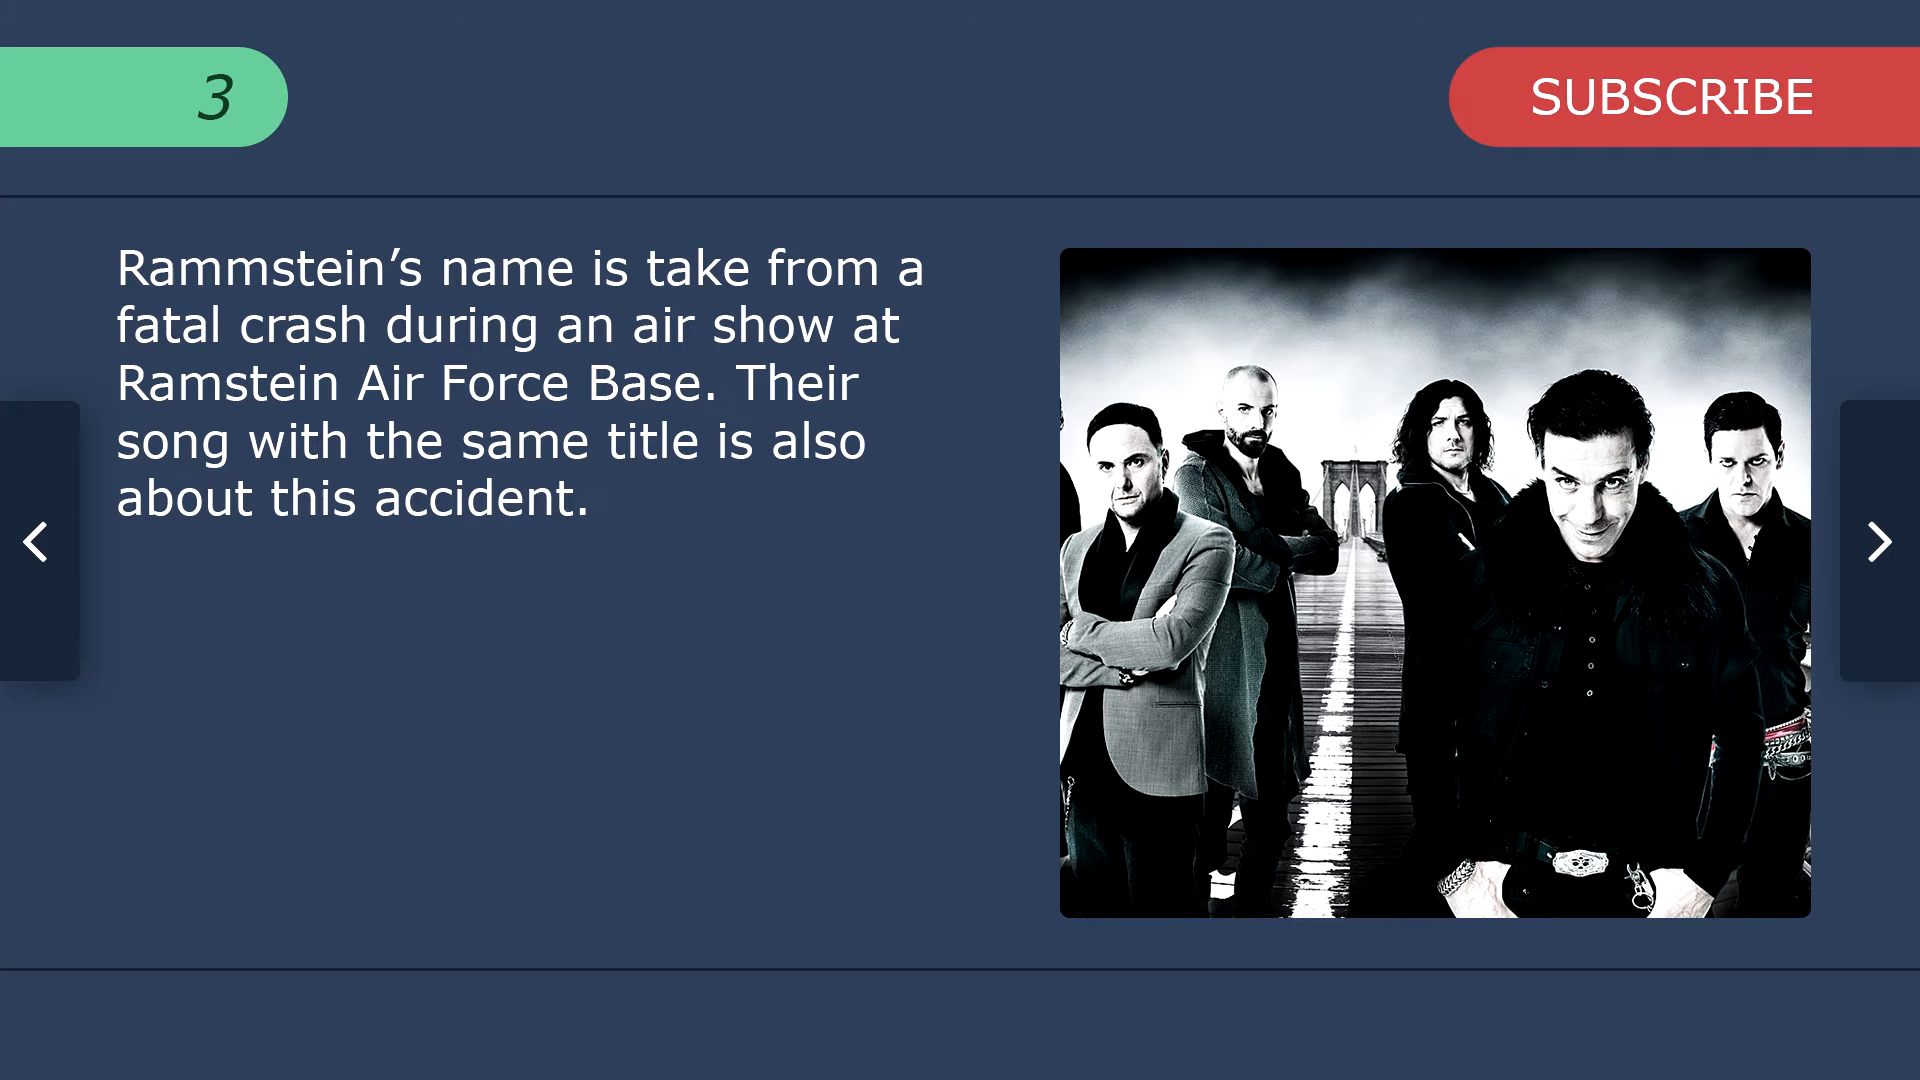 3
SUBSCRIBE
Rammstein’s name is take from a
fatal crash during an air show at
Ramstein Air Force Base. Their
song with the same title is also
about this accident.